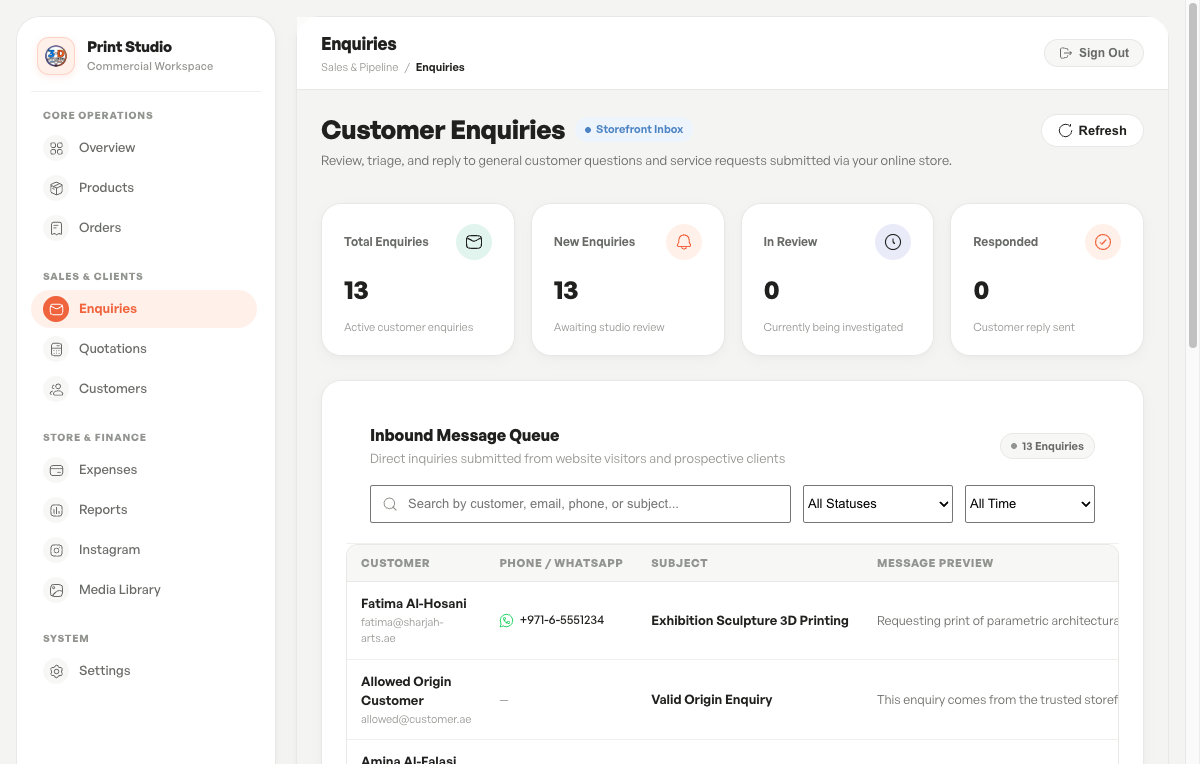 Print Studio
Commercial Workspace
CORE OPERATIONS
Overview
Products
Orders
SALES & CLIENTS
Enquiries
Quotations
Customers
STORE & FINANCE
Expenses
Reports
Instagram
Media Library
SYSTEM
Settings
Enquiries
Sales & Pipeline / Enquiries
Sign Out
Customer Enquiries
Storefront Inbox
Refresh
Review, triage, and reply to general customer questions and service requests submitted via your online store.
Total Enquiries
13
Active customer enquiries
New Enquiries
13
Awaiting studio review
In Review
0
Currently being investigated
Responded
0
Customer reply sent
Inbound Message Queue
Direct inquiries submitted from website visitors and prospective clients
13 Enquiries
Search by customer, email, phone, or subject...
All Statuses
All Time
CUSTOMER PHONE / WHATSAPP SUBJECT MESSAGE PREVIEW
Fatima Al-Hosani
fatima@sharjah-
arts.ae
+971-6-5551234
Exhibition Sculpture 3D Printing
Requesting print of parametric architectura
Allowed Origin
Customer
allowed@customer.ae
—
Valid Origin Enquiry
This enquiry comes from the trusted storef
Amina Al-Falasi